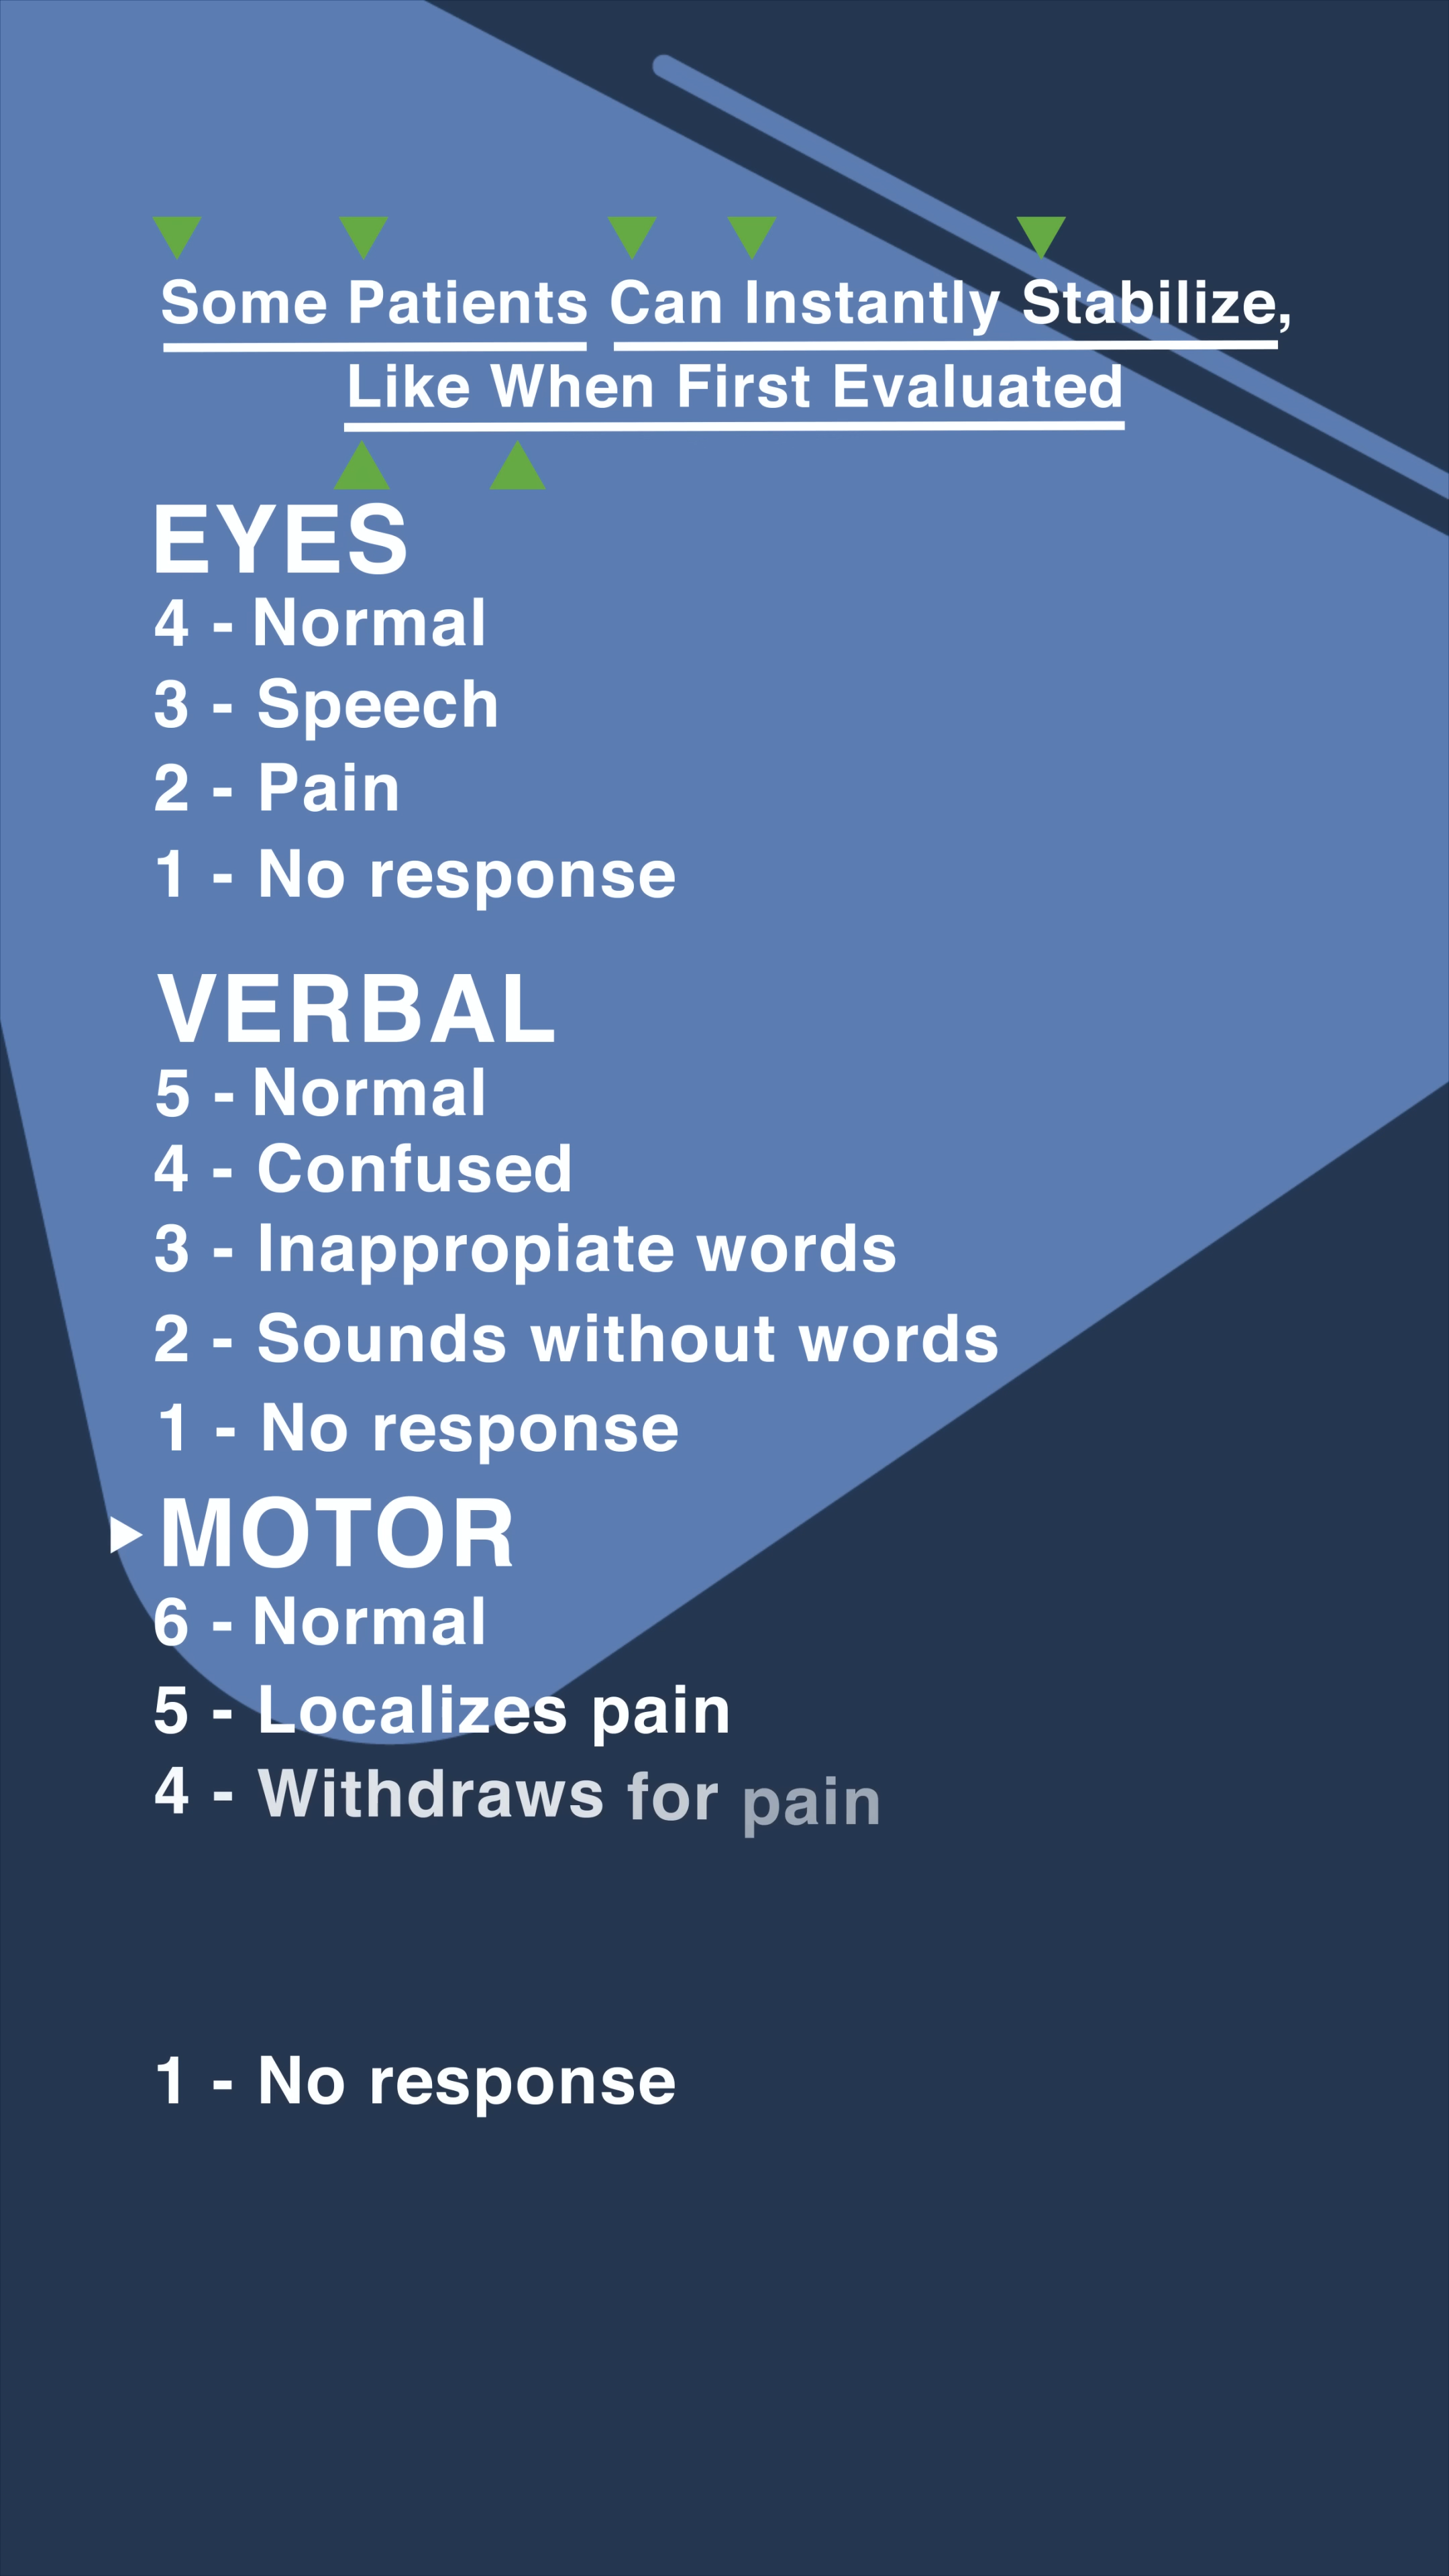 Some Patients Can Instantly Stabilize,
Like When First Evaluated
EYES
4 - Normal
3 - Speech
2 - Pain
1 - No response
VERBAL
5 - Normal
4 - Confused
3 - Inappropiate words
2 - Sounds without words
1 - No response
MOTOR
6 - Normal
5 - Localizes pain
4 - Withdraws for pain
1 - No response